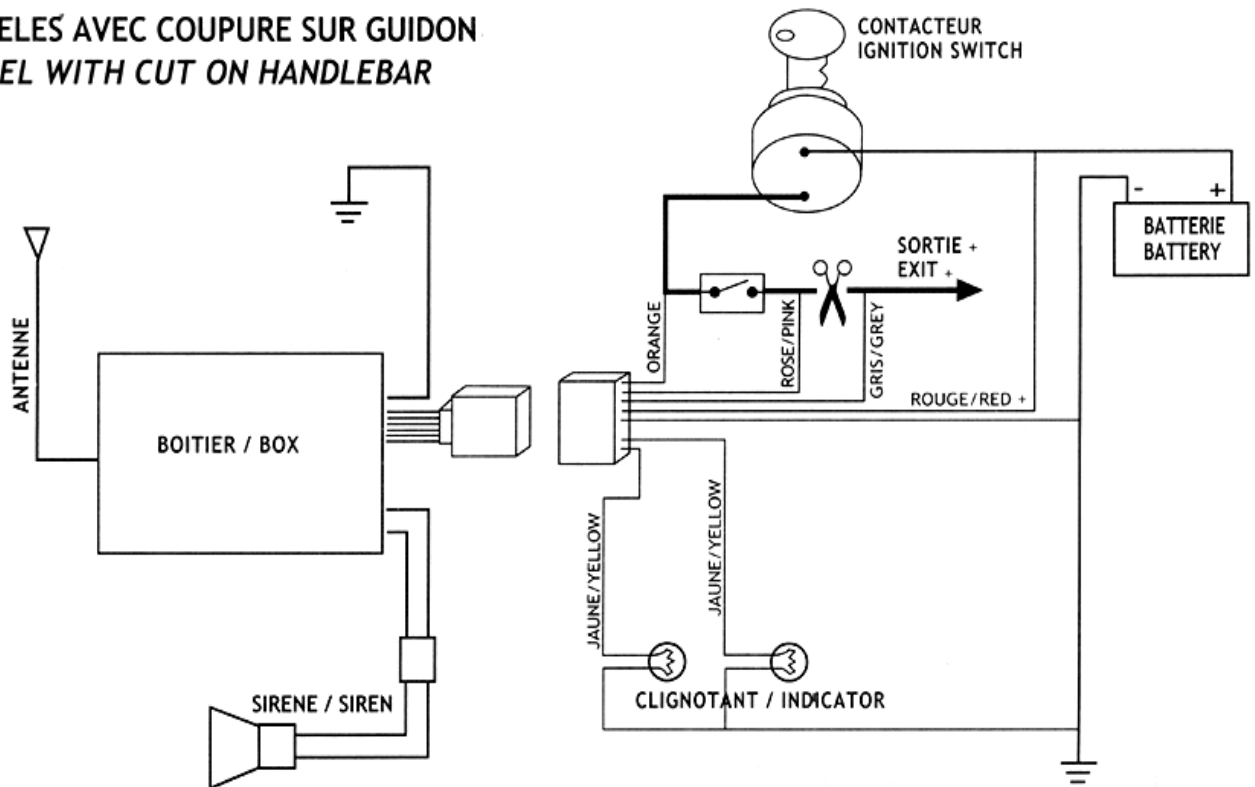 ELES AVEC COUPURE SUR GUIDON
EL WITH CUT ON HANDLEBAR
CONTACTEUR
IGNITION SWITCH
- +
BATTERIE
BATTERY
SORTIE +
EXIT +
ANTENNE
ORANGE
ROSE/PINK
GRIS/GREY
ROUGE/RED +
BOITIER / BOX
JAUNE/YELLOW
JAUNE/YELLOW
SIRENE / SIREN
CLIGNOTANT / INDICATOR